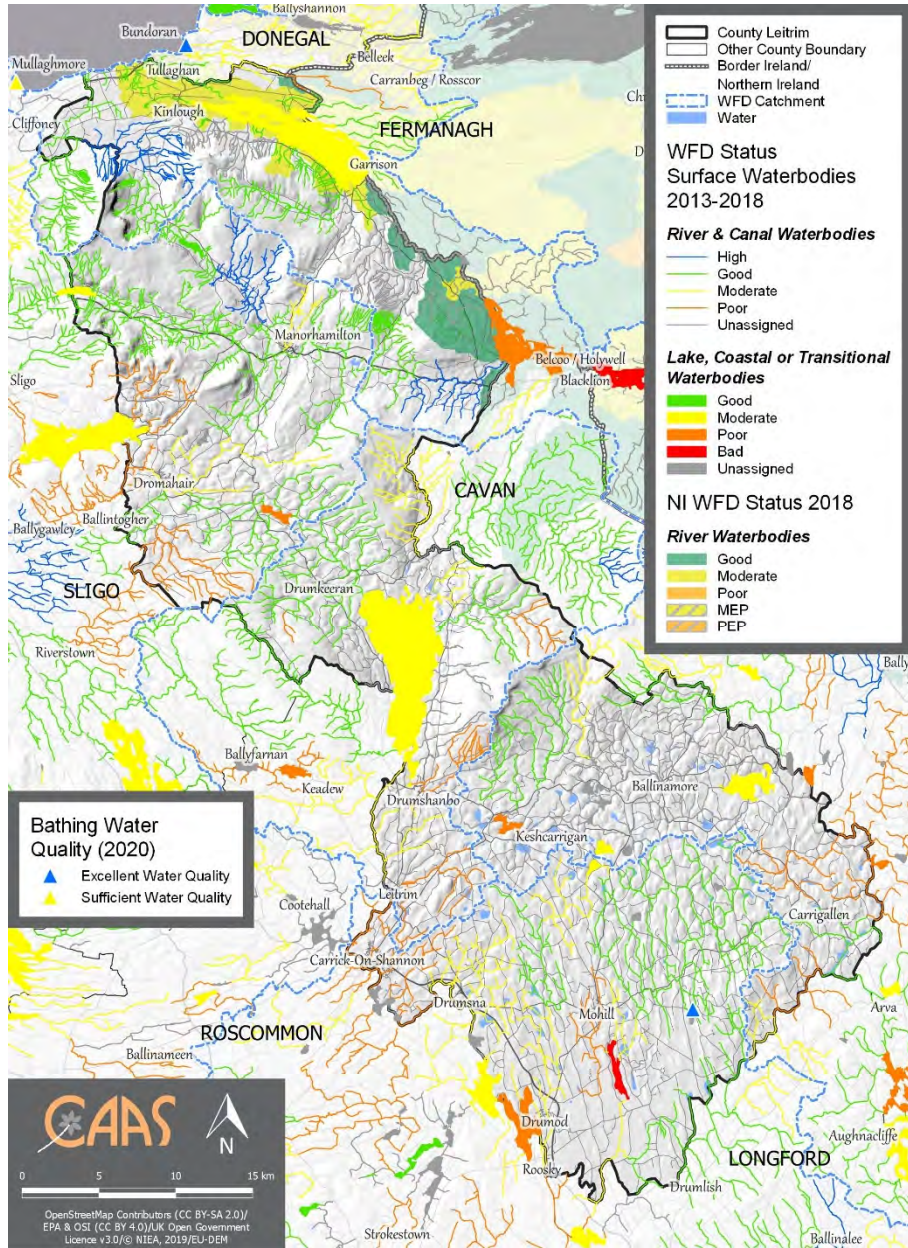 Ballyshannon
Bundoran
DONEGAL
Belleek
Mullaghmore
Tullaghan
Carranbeg / Rosscor
Kinlough
Cliffoney
FERMANAGH
Garrison
Manorhamilton
Belcoo / Holywell
Sligo
Blacklion
Dromahair
CAVAN
Ballygawley
Ballintogher
SLIGO
Drumkeeran
Riverstown
Ballyfarnan
Keadew
Drumshanbo
Ballinamore
Keshcarrigan
Leitrim
Cootehall
Carrigallen
Carrick-On-Shannon
Drumsna
Mohill
Arva
ROSCOMMON
Ballinameen
Drumod
Aughnacliffe
Roosky
LONGFORD
Drumlish
Strokestown
Ballinalee
County Leitrim
Other County Boundary
Border Ireland/
Northern Ireland
WFD Catchment
Water
WFD Status
Surface Waterbodies
2013-2018
River & Canal Waterbodies
High
Good
Moderate
Poor
Unassigned
Lake, Coastal or Transitional
Waterbodies
Good
Moderate
Poor
Bad
Unassigned
NI WFD Status 2018
River Waterbodies
Good
Moderate
Poor
MEP
PEP
Bathing Water
Quality (2020)
Excellent Water Quality
Sufficient Water Quality
CAAS
N
0 5 10 15 km
OpenStreetMap Contributors (CC BY-SA 2.0)/
EPA & OSI (CC BY 4.0)/UK Open Government
Licence v3.0/© NIEA, 2019/EU-DEM